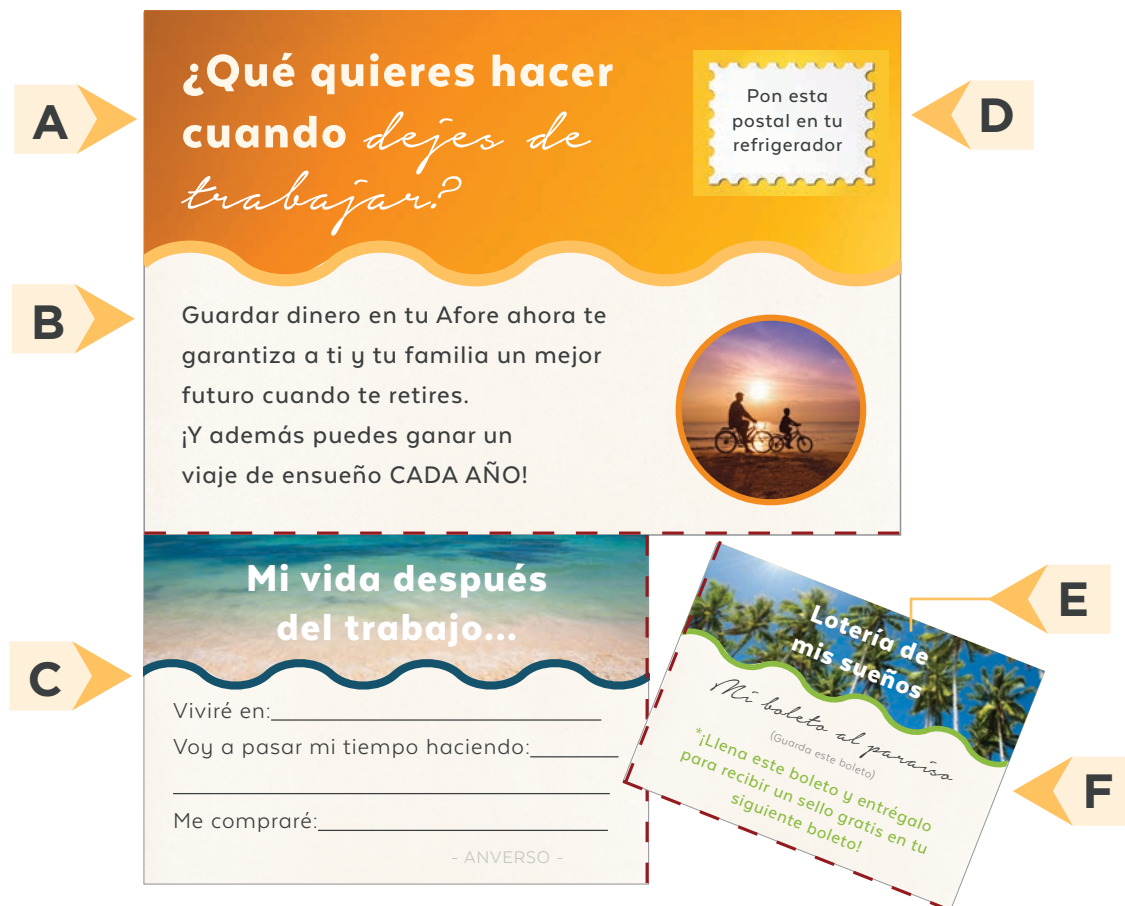 A
¿Qué quieres hacer
cuando dejes de
trabajar?
Pon esta
postal en tu
refrigerador
D
B
Guardar dinero en tu Afore ahora te
garantiza a ti y tu familia un mejor
futuro cuando te retires.
¡Y además puedes ganar un
viaje de ensueño CADA AÑO!
C
Mi vida después
del trabajo...
Viviré en:
Voy a pasar mi tiempo haciendo:
Me compraré:
- ANVERSO -
E
Lotería de
mis sueños
Mi boleto al paraíso
(Guarda este boleto)
*¡Llena este boleto y entrégalo
para recibir un sello gratis en tu
siguiente boleto!
F